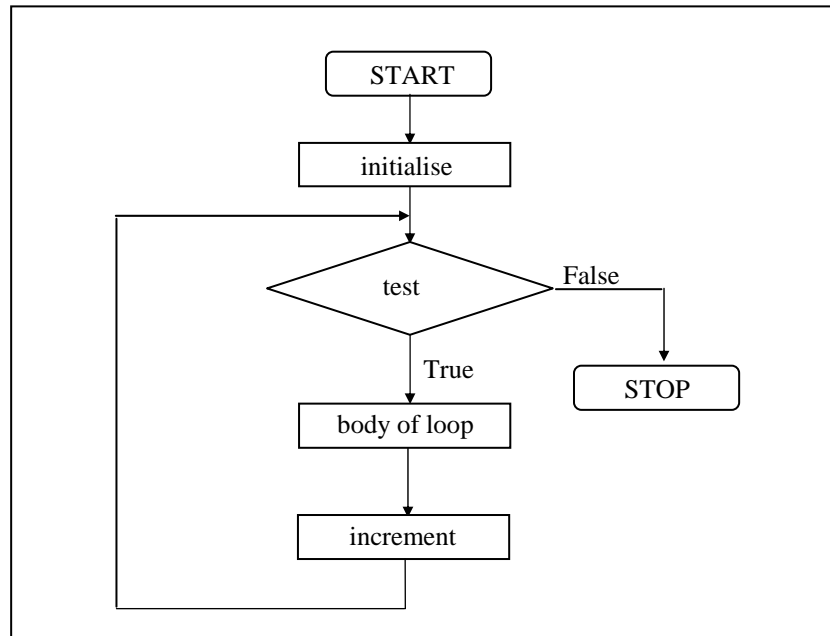 START
initialise
test
False
True
STOP
body of loop
increment